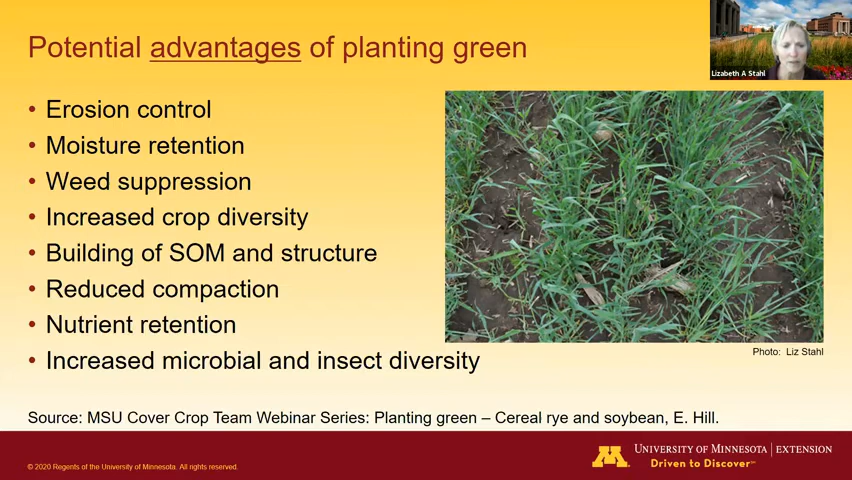 Potential advantages of planting green
Lizabeth A Stahl
• Erosion control
• Moisture retention
• Weed suppression
• Increased crop diversity
• Building of SOM and structure
• Reduced compaction
• Nutrient retention
• Increased microbial and insect diversity
Photo: Liz Stahl
Source: MSU Cover Crop Team Webinar Series: Planting green – Cereal rye and soybean, E. Hill.
© 2020 Regents of the University of Minnesota. All rights reserved.
M
UNIVERSITY OF MINNESOTA | EXTENSION
Driven to Discover℠